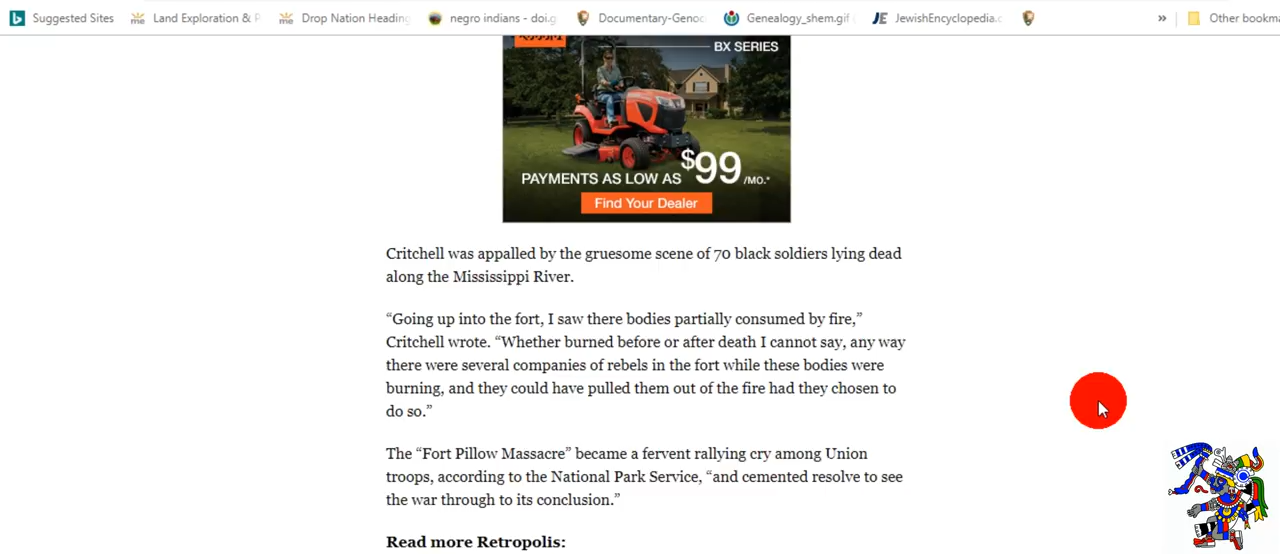 Suggested Sites Land Exploration & P Drop Nation Heading negro indians - doi.g Documentary-Genoc Genealogy_shem.gif ( JewishEncyclopedia.c » Other bookma
BX SERIES
PAYMENTS AS LOW AS $99 /MO.*
Find Your Dealer
Critchell was appalled by the gruesome scene of 70 black soldiers lying dead
along the Mississippi River.
“Going up into the fort, I saw there bodies partially consumed by fire,”
Critchell wrote. “Whether burned before or after death I cannot say, any way
there were several companies of rebels in the fort while these bodies were
burning, and they could have pulled them out of the fire had they chosen to
do so.”
The “Fort Pillow Massacre” became a fervent rallying cry among Union
troops, according to the National Park Service, “and cemented resolve to see
the war through to its conclusion.”
Read more Retropolis: